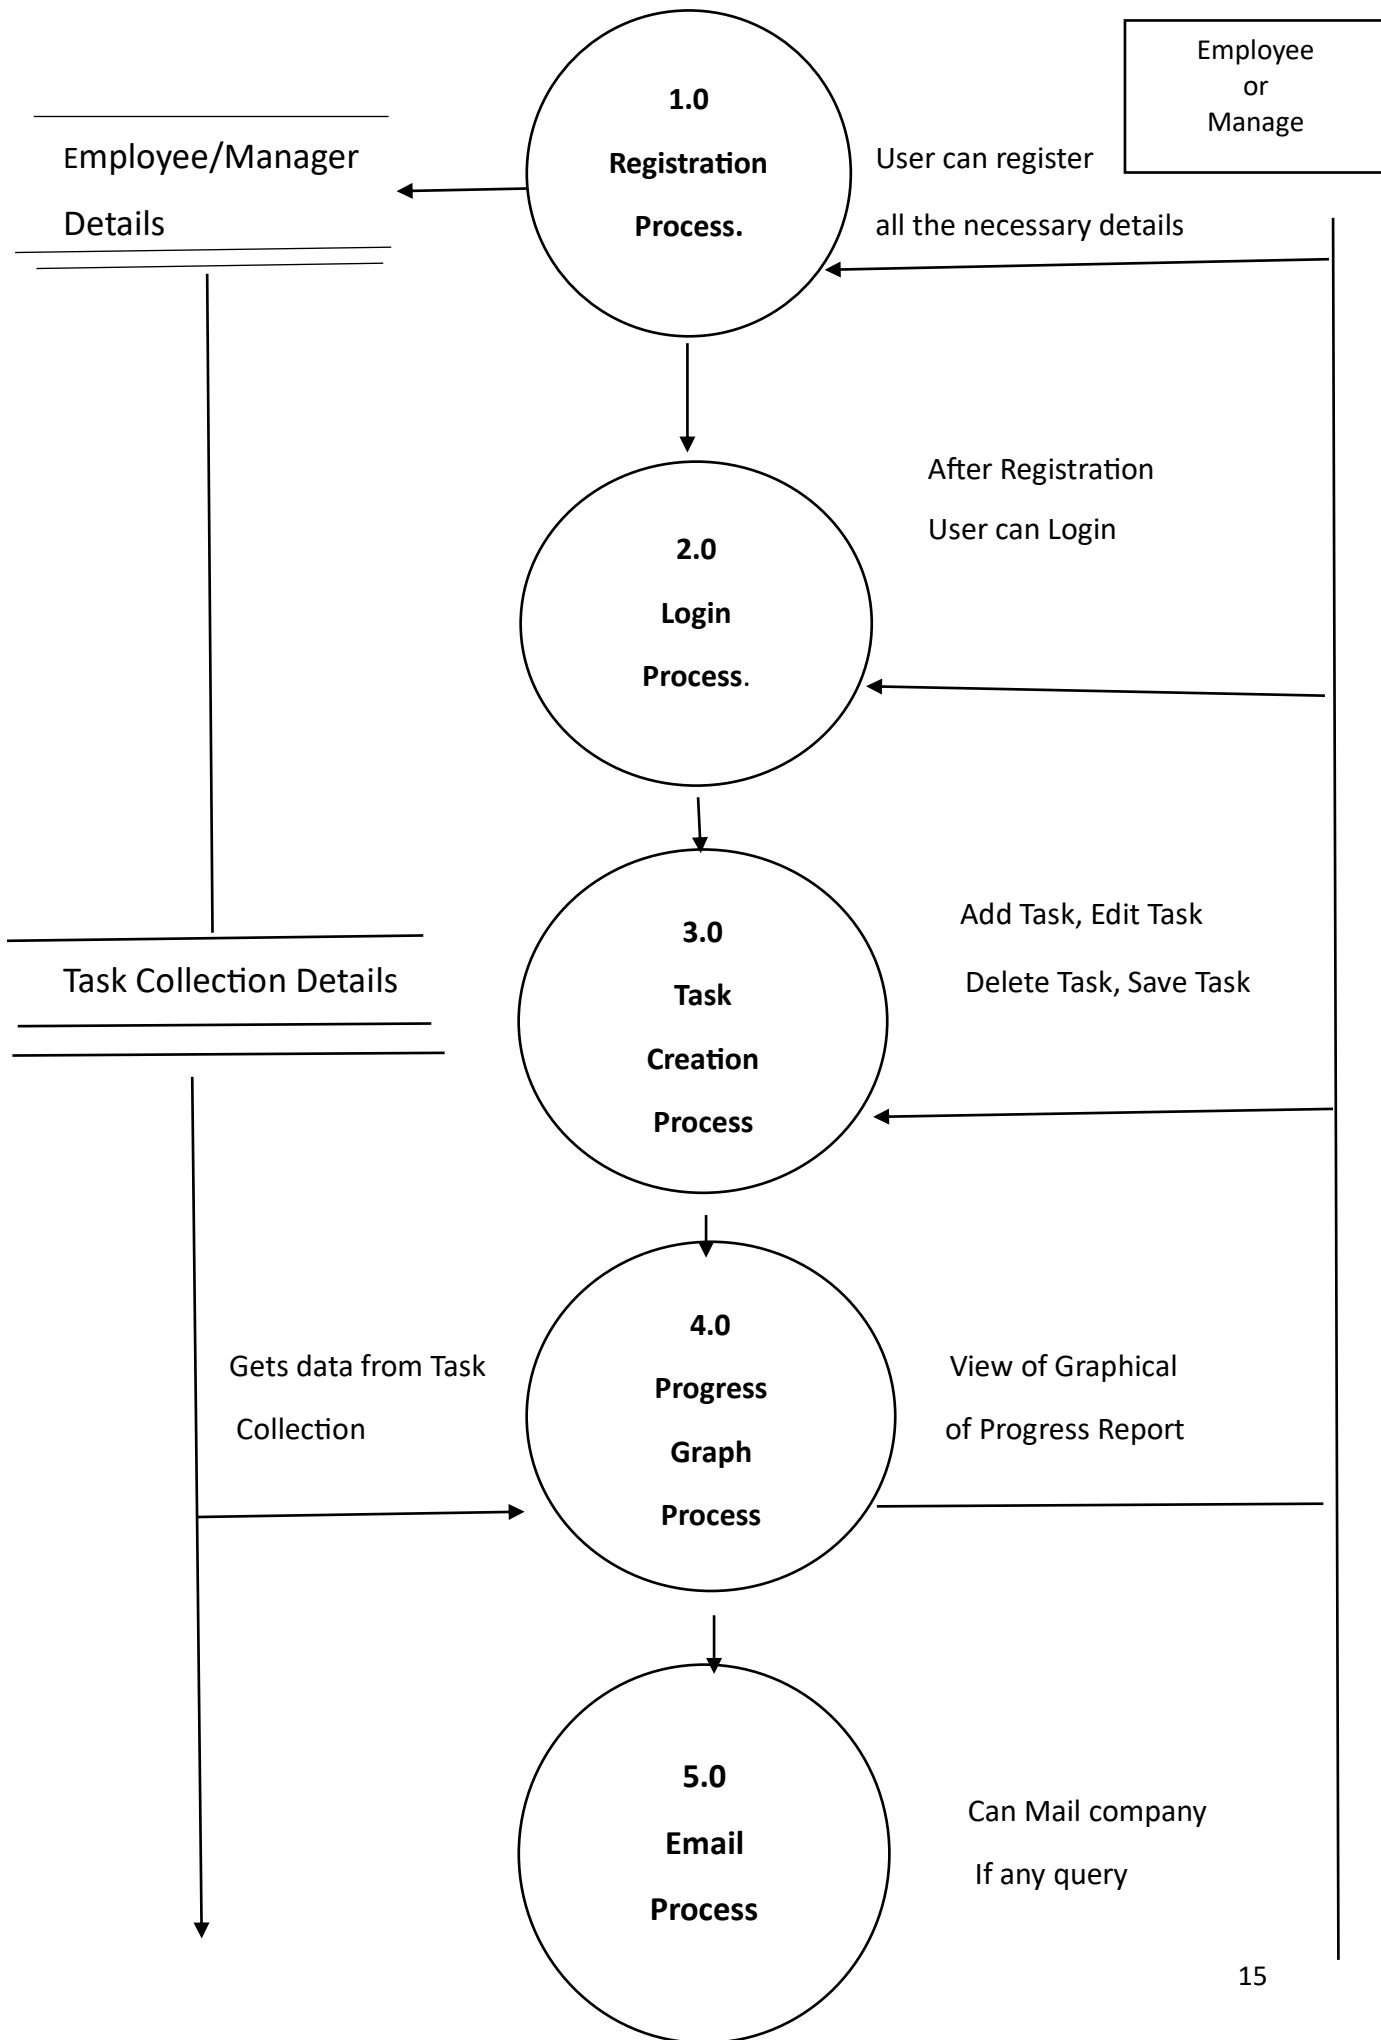 Employee
or
Manage
1.0
Registration
Process.
Employee/Manager
Details
User can register
all the necessary details
After Registration
User can Login
2.0
Login
Process.
3.0
Task
Creation
Process
Task Collection Details
Add Task, Edit Task
Delete Task, Save Task
4.0
Progress
Graph
Process
Gets data from Task
Collection
View of Graphical
of Progress Report
5.0
Email
Process
Can Mail company
If any query
15